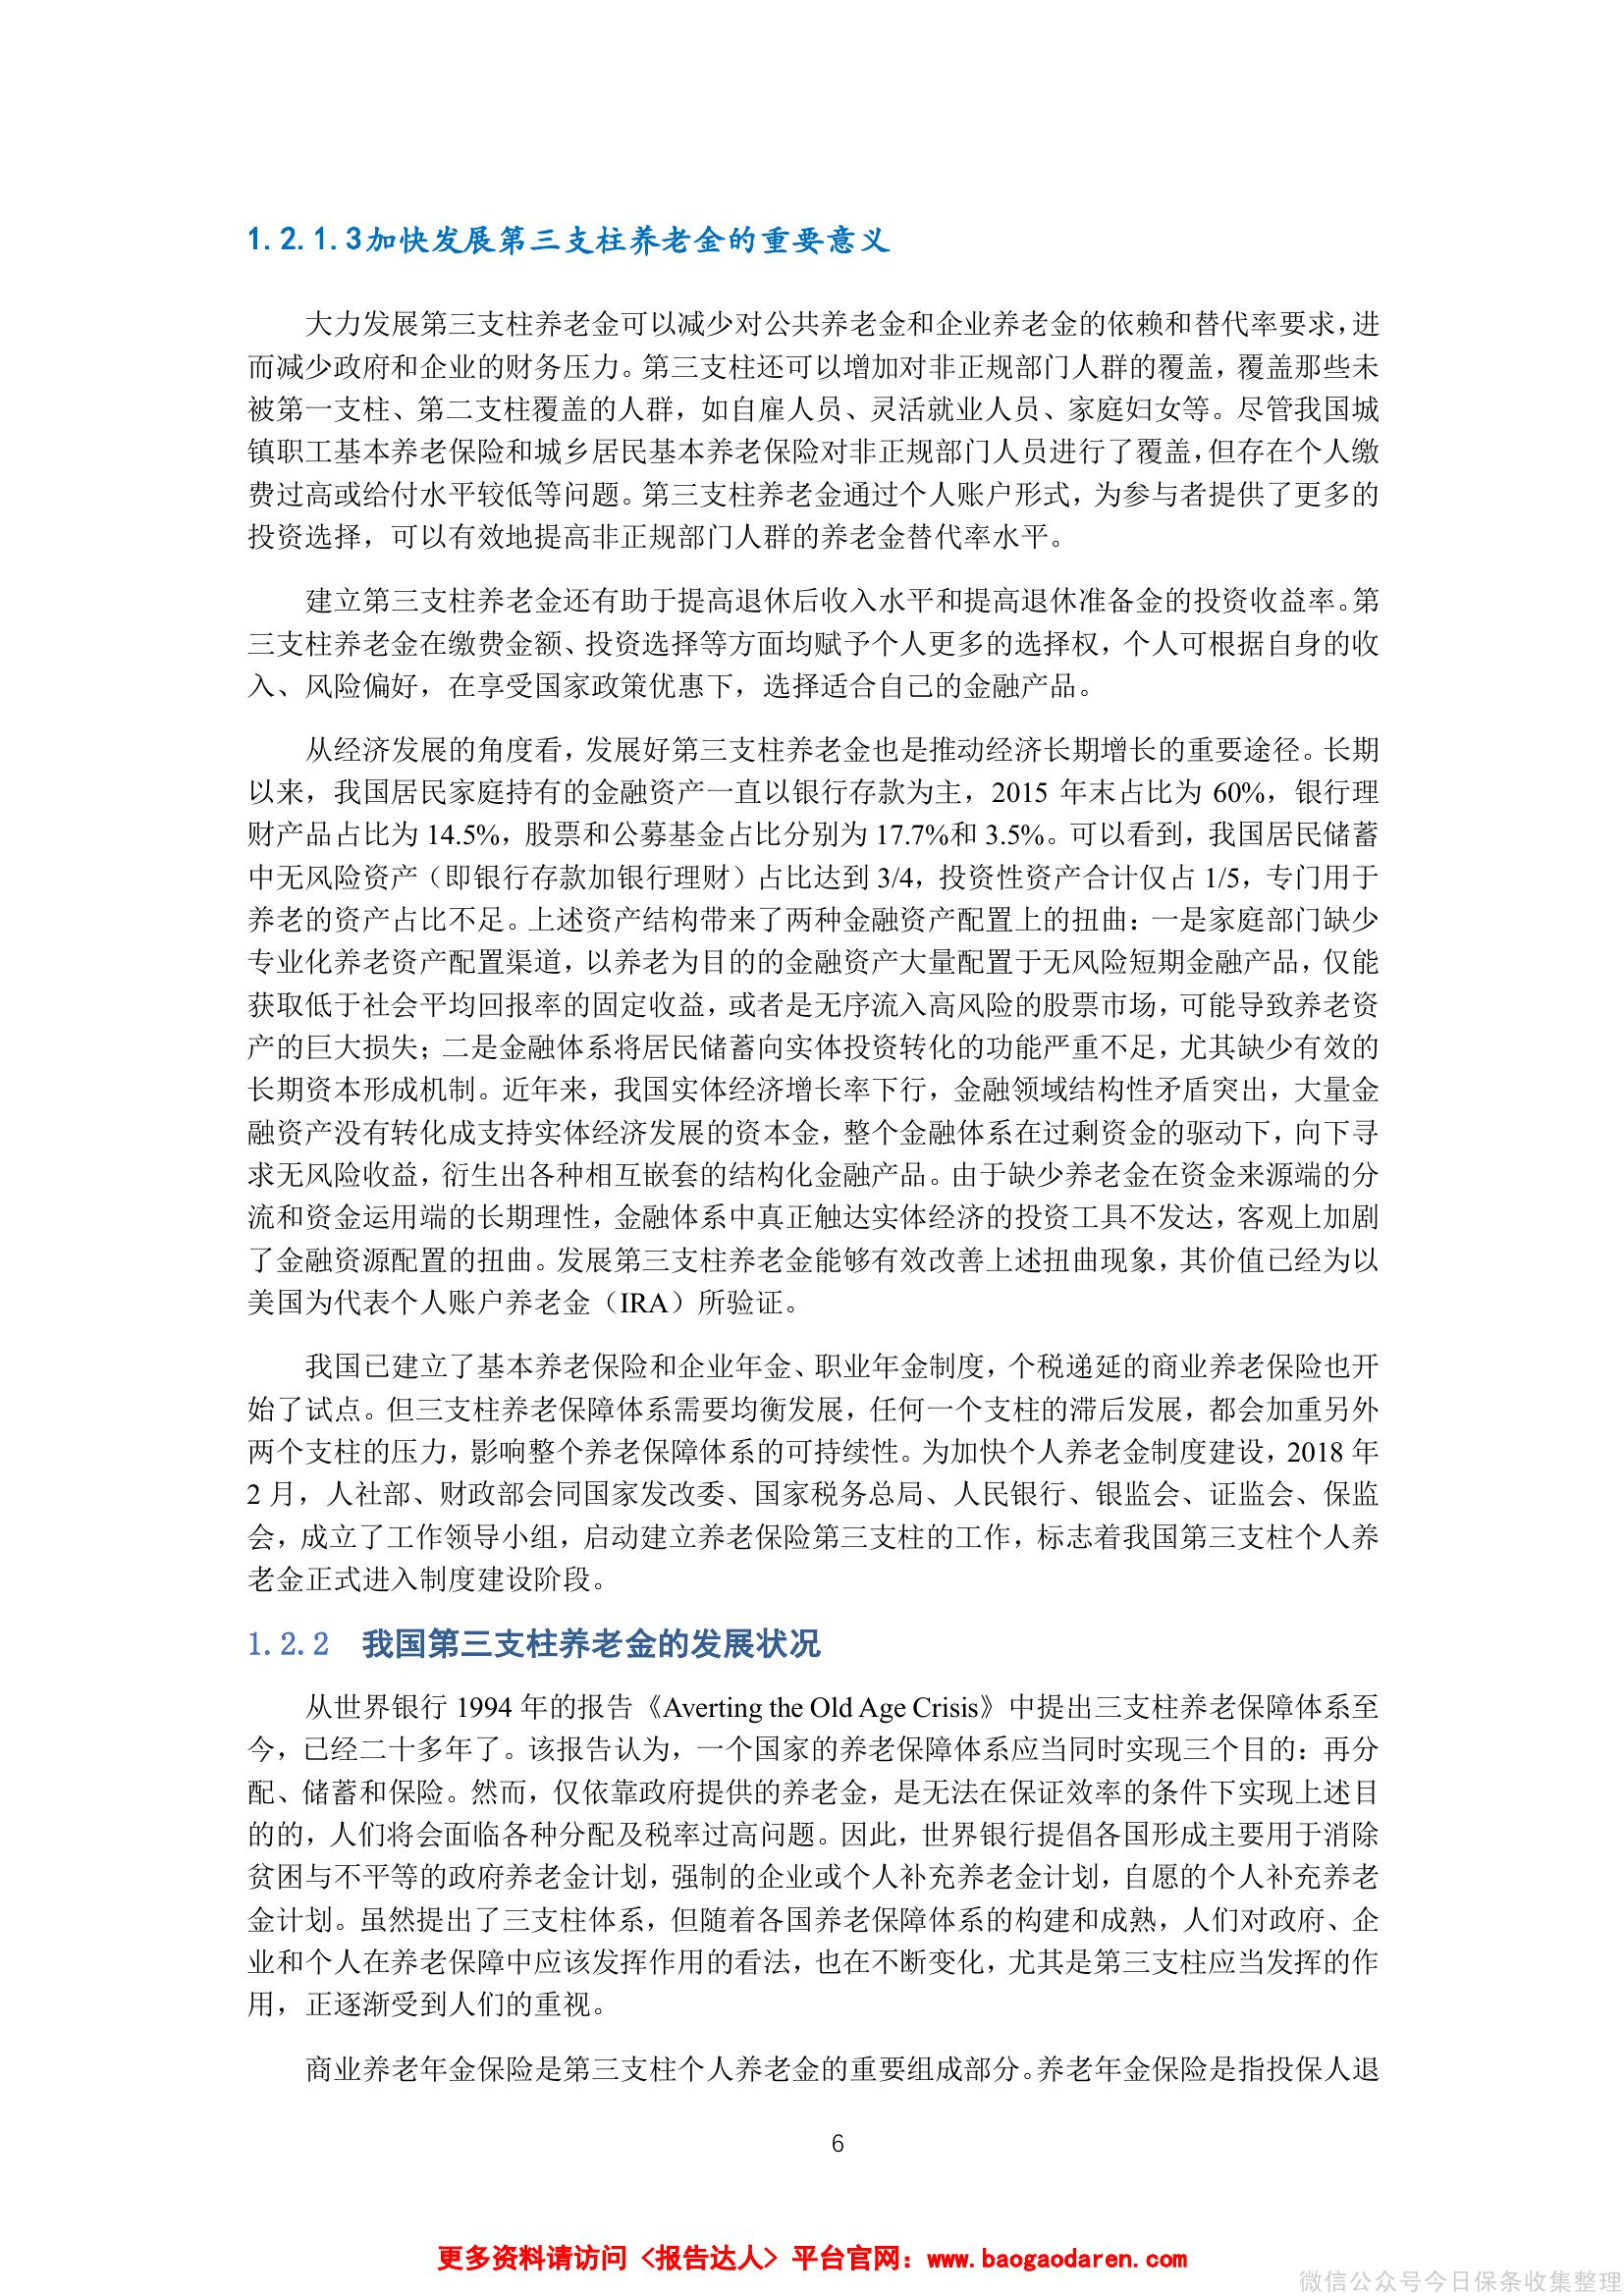 1.2.1.3加快发展第三支柱养老金的重要意义
大力发展第三支柱养老金可以减少对公共养老金和企业养老金的依赖和替代率要求，进
而减少政府和企业的财务压力。第三支柱还可以增加对非正规部门人群的覆盖，覆盖那些未
被第一支柱、第二支柱覆盖的人群，如自雇人员、灵活就业人员、家庭妇女等。尽管我国城
镇职工基本养老保险和城乡居民基本养老保险对非正规部门人员进行了覆盖，但存在个人缴
费过高或给付水平较低等问题。第三支柱养老金通过个人账户形式，为参与者提供了更多的
投资选择，可以有效地提高非正规部门人群的养老金替代率水平。
建立第三支柱养老金还有助于提高退休后收入水平和提高退休准备金的投资收益率。第
三支柱养老金在缴费金额、投资选择等方面均赋予个人更多的选择权，个人可根据自身的收
入、风险偏好，在享受国家政策优惠下，选择适合自己的金融产品。
从经济发展的角度看，发展好第三支柱养老金也是推动经济长期增长的重要途径。长期
以来，我国居民家庭持有的金融资产一直以银行存款为主，2015 年末占比为 60%，银行理
财产品占比为 14.5%，股票和公募基金占比分别为 17.7%和 3.5%。可以看到，我国居民储蓄
中无风险资产（即银行存款加银行理财）占比达到 3/4，投资性资产合计仅占 1/5，专门用于
养老的资产占比不足。上述资产结构带来了两种金融资产配置上的扭曲：一是家庭部门缺少
专业化养老资产配置渠道，以养老为目的的金融资产大量配置于无风险短期金融产品，仅能
获取低于社会平均回报率的固定收益，或者是无序流入高风险的股票市场，可能导致养老资
产的巨大损失；二是金融体系将居民储蓄向实体投资转化的功能严重不足，尤其缺少有效的
长期资本形成机制。近年来，我国实体经济增长率下行，金融领域结构性矛盾突出，大量金
融资产没有转化成支持实体经济发展的资本金，整个金融体系在过剩资金的驱动下，向下寻
求无风险收益，衍生出各种相互嵌套的结构化金融产品。由于缺少养老金在资金来源端的分
流和资金运用端的长期理性，金融体系中真正触达实体经济的投资工具不发达，客观上加剧
了金融资源配置的扭曲。发展第三支柱养老金能够有效改善上述扭曲现象，其价值已经为以
美国为代表个人账户养老金（IRA）所验证。
我国已建立了基本养老保险和企业年金、职业年金制度，个税递延的商业养老保险也开
始了试点。但三支柱养老保障体系需要均衡发展，任何一个支柱的滞后发展，都会加重另外
两个支柱的压力，影响整个养老保障体系的可持续性。为加快个人养老金制度建设，2018 年
2 月，人社部、财政部会同国家发改委、国家税务总局、人民银行、银监会、证监会、保监
会，成立了工作领导小组，启动建立养老保险第三支柱的工作，标志着我国第三支柱个人养
老金正式进入制度建设阶段。
1.2.2 我国第三支柱养老金的发展状况
从世界银行 1994 年的报告《Averting the Old Age Crisis》中提出三支柱养老保障体系至
今，已经二十多年了。该报告认为，一个国家的养老保障体系应当同时实现三个目的：再分
配、储蓄和保险。然而，仅依靠政府提供的养老金，是无法在保证效率的条件下实现上述目
的的，人们将会面临各种分配及税率过高问题。因此，世界银行提倡各国形成主要用于消除
贫困与不平等的政府养老金计划，强制的企业或个人补充养老金计划，自愿的个人补充养老
金计划。虽然提出了三支柱体系，但随着各国养老保障体系的构建和成熟，人们对政府、企
业和个人在养老保障中应该发挥作用的看法，也在不断变化，尤其是第三支柱应当发挥的作
用，正逐渐受到人们的重视。
商业养老年金保险是第三支柱个人养老金的重要组成部分。养老年金保险是指投保人退
6
更多资料请访问〈报告达人〉平台官网：www.baogaodaren.com
微信公众号今日保条收集整理